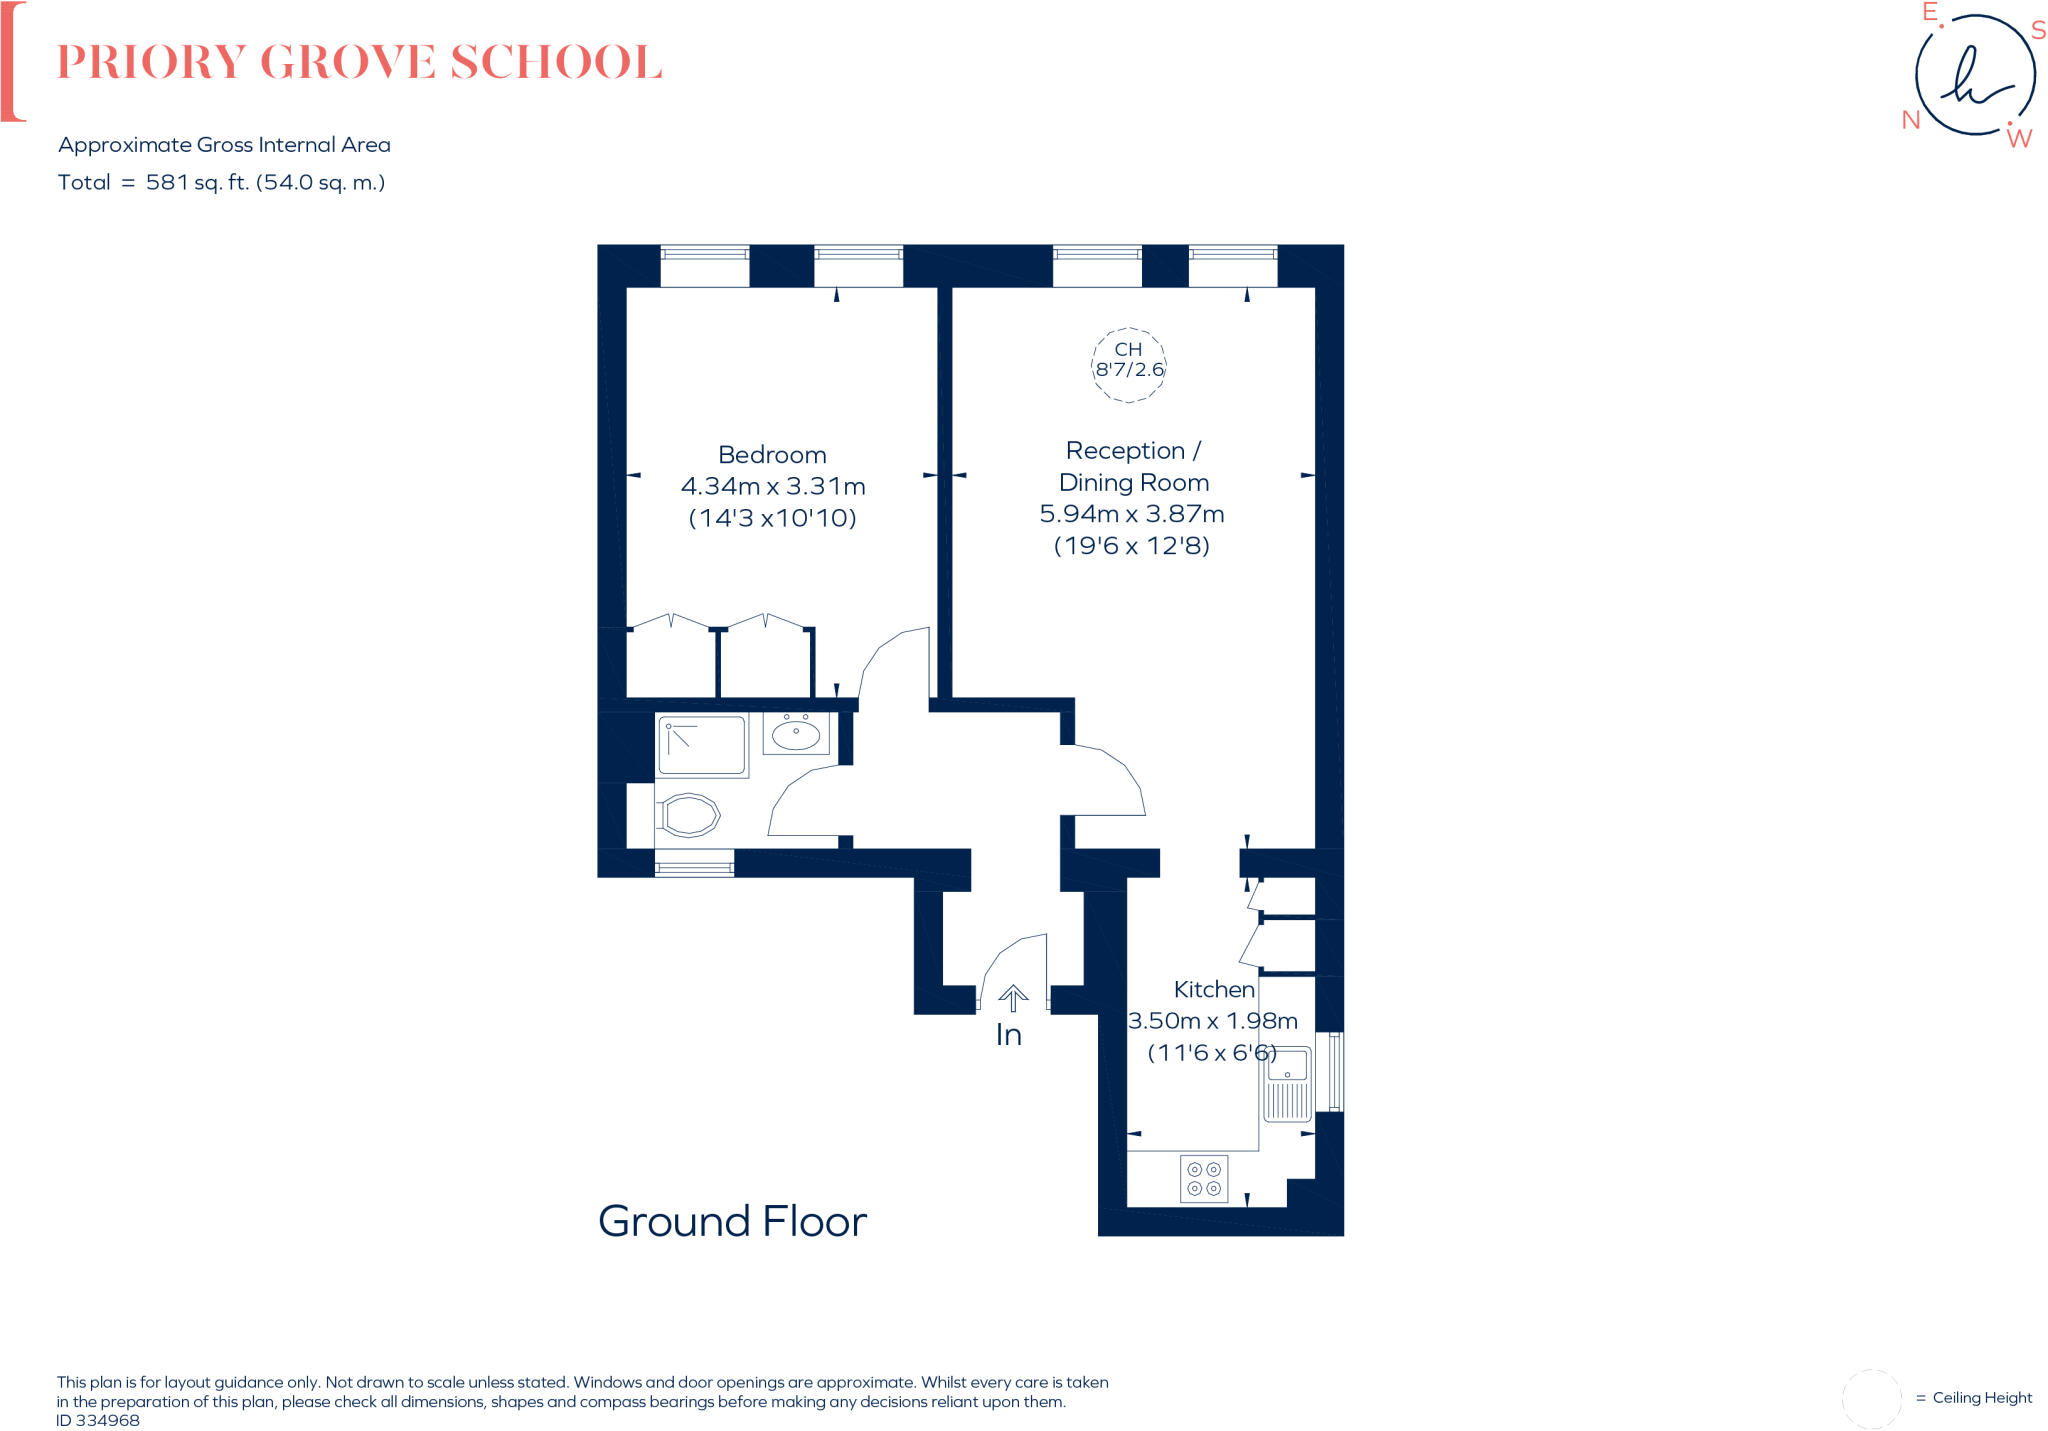 PRIORY GROVE SCHOOL
E
S
N
W
h
Approximate Gross Internal Area
Total = 581 sq. ft. (54.0 sq. m.)
CH
8'7/2.6
Bedroom
4.34m x 3.31m
(14'3 x10'10)
Reception /
Dining Room
5.94m x 3.87m
(19'6 x 12'8)
Kitchen
3.50m x 1.98m
(11'6 x 6'6)
In
Ground Floor
This plan is for layout guidance only. Not drawn to scale unless stated. Windows and door openings are approximate. Whilst every care is taken
in the preparation of this plan, please check all dimensions, shapes and compass bearings before making any decisions reliant upon them.
ID 334968
= Ceiling Height